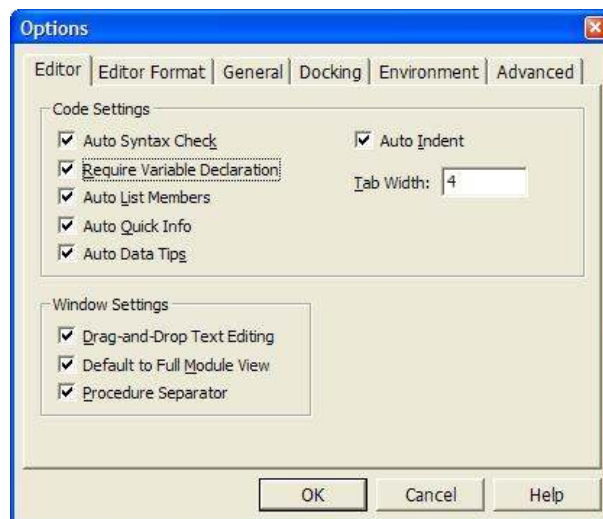 Options
Editor Editor Format General Docking Environment Advanced
Code Settings
Auto Syntax Check Auto Indent
Require Variable Declaration
Tab Width: 4
Auto List Members
Auto Quick Info
Auto Data Tips
Window Settings
Drag-and-Drop Text Editing
Default to Full Module View
Procedure Separator
OK Cancel Help